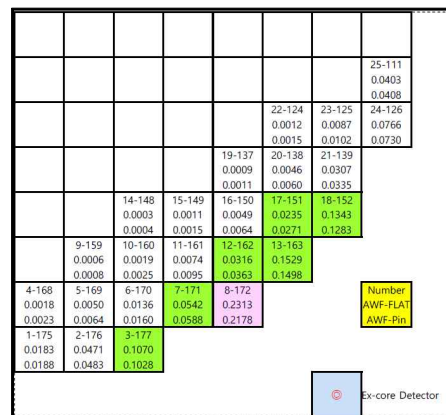 25-111
0.0403
0.0408
22-124 23-125 24-126
0.0012 0.0087 0.0766
0.0015 0.0102 0.0730
19-137 20-138 21-139
0.0009 0.0046 0.0307
0.0011 0.0060 0.0335
14-148 15-149 16-150 17-151 18-152
0.0003 0.0011 0.0049 0.0235 0.1343
0.0004 0.0015 0.0064 0.0271 0.1283
9-159 10-160 11-161 12-162 13-163
0.0006 0.0019 0.0074 0.0316 0.1529
0.0008 0.0025 0.0095 0.0363 0.1498
4-168 5-169 6-170 7-171 8-172 Number
0.0018 0.0050 0.0136 0.0542 0.2313 AWF-FLAT
0.0023 0.0064 0.0160 0.0588 0.2178 AWF-Pin
1-175 2-176 3-177
0.0183 0.0471 0.1070
0.0188 0.0483 0.1028
Ex-core Detector